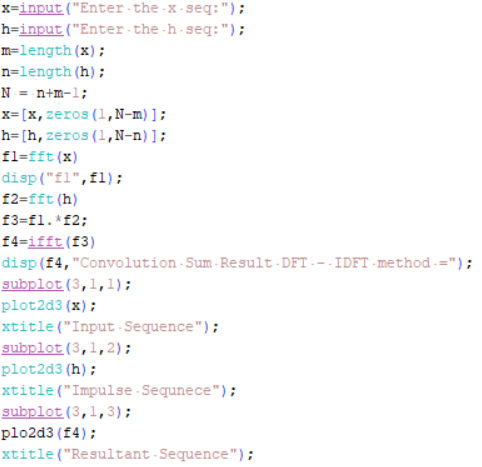 x=input("Enter the x seq:");
h=input("Enter the h seq:");
m=length(x);
n=length(h);
N = n+m-1;
x=[x,zeros(1,N-m)];
h=[h,zeros(1,N-n)];
f1=fft(x)
disp("f1",f1);
f2=fft(h)
f3=f1.*f2;
f4=ifft(f3)
disp(f4,"Convolution Sum Result DFT - IDFT method =");
subplot(3,1,1);
plot2d3(x);
xtitle("Input Sequence");
subplot(3,1,2);
plot2d3(h);
xtitle("Impulse Sequnece");
subplot(3,1,3);
plo2d3(f4);
xtitle("Resultant Sequence");